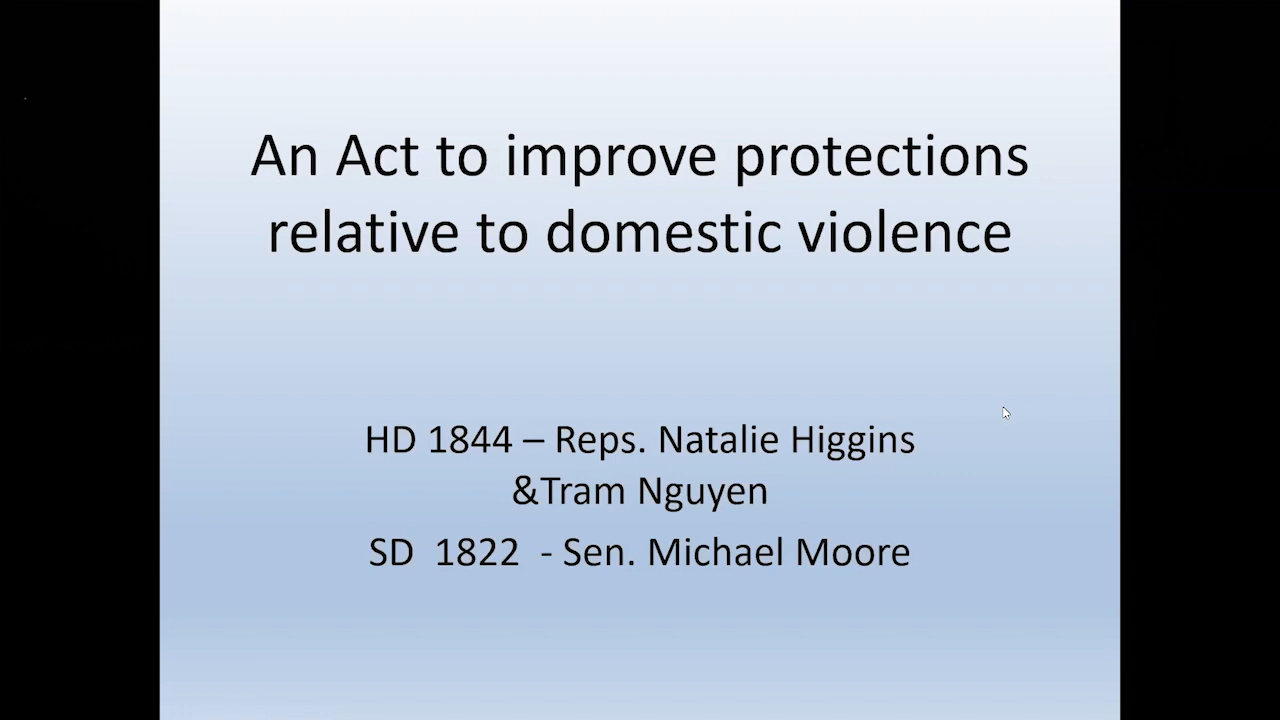 An Act to improve protections
relative to domestic violence
HD 1844 – Reps. Natalie Higgins
&Tram Nguyen
SD  1822  - Sen. Michael Moore